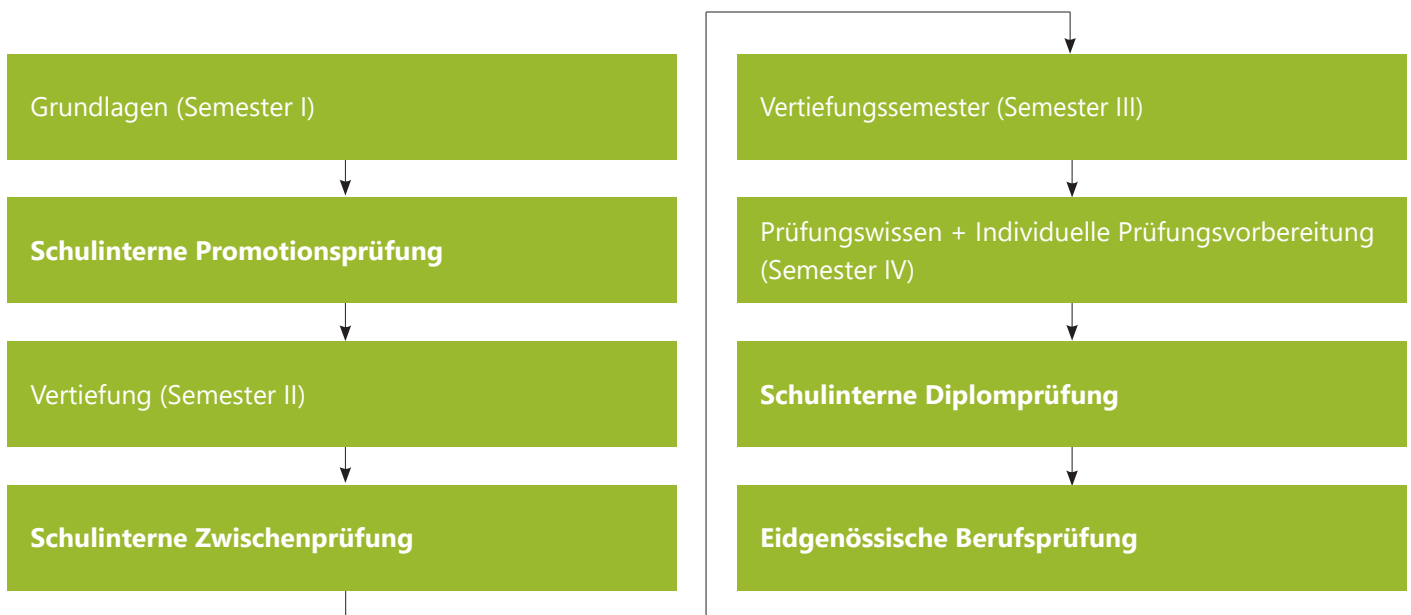 Grundlagen (Semester I)
Schulinterne Promotionsprüfung
Vertiefung (Semester II)
Schulinterne Zwischenprüfung
Vertiefungssemester (Semester III)
Prüfungswissen + Individuelle Prüfungsvorbereitung
(Semester IV)
Schulinterne Diplomprüfung
Eidgenössische Berufsprüfung